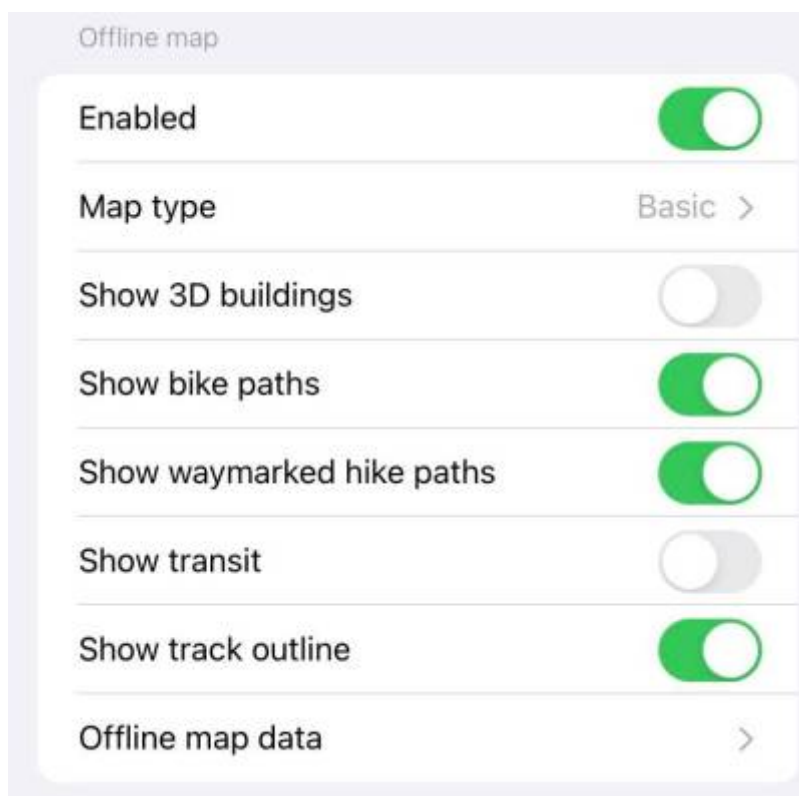 Offline map
Enabled
Map type Basic
Show 3D buildings
Show bike paths
Show waymarked hike paths
Show transit
Show track outline
Offline map data